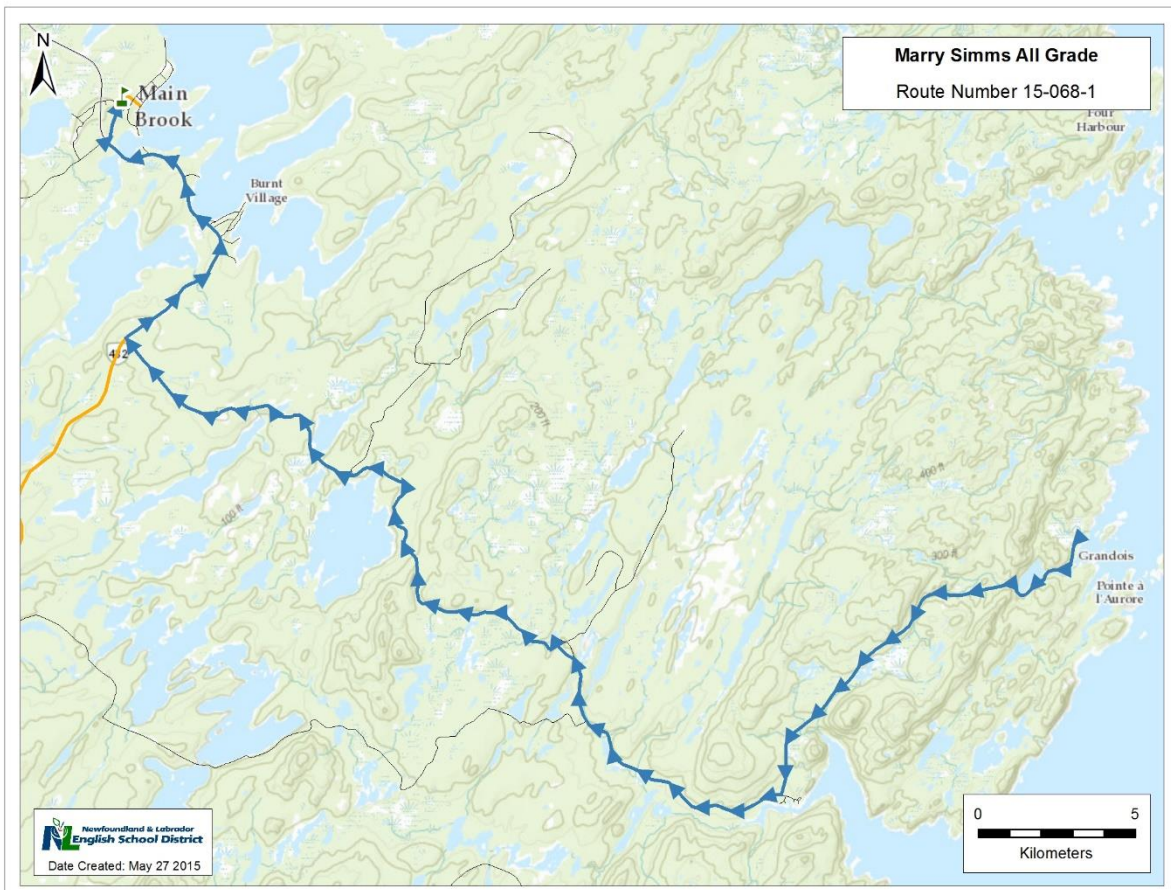 N
Marry Simms All Grade
Route Number 15-068-1
Main
Brook
Four
Harbour
Burnt
Village
200 ft
400 ft
100 ft
300 ft
Grandois
Pointe à
l'Aurore
Newfoundland & Labrador
NL English School District
Date Created: May 27 2015
0 5
Kilometers